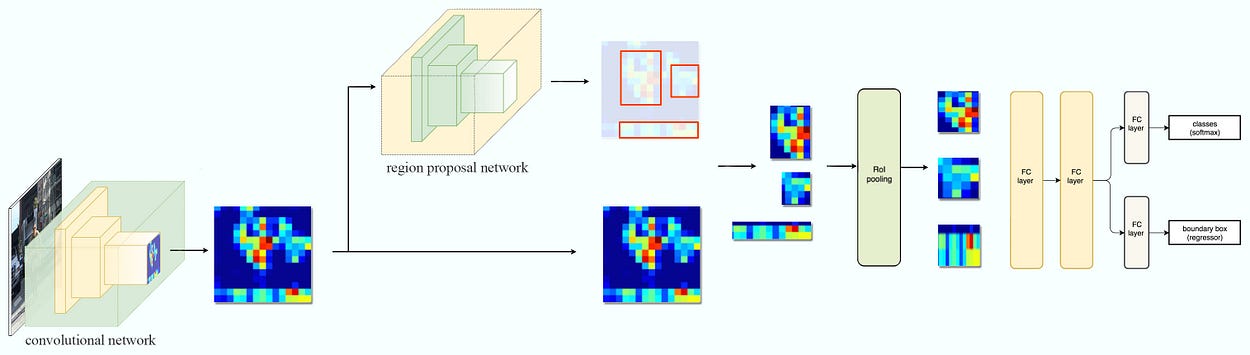 convolutional network
region proposal network
RoI
pooling
FC
layer
FC
layer
FC
layer
classes
(softmax)
FC
layer
boundary box
(regressor)